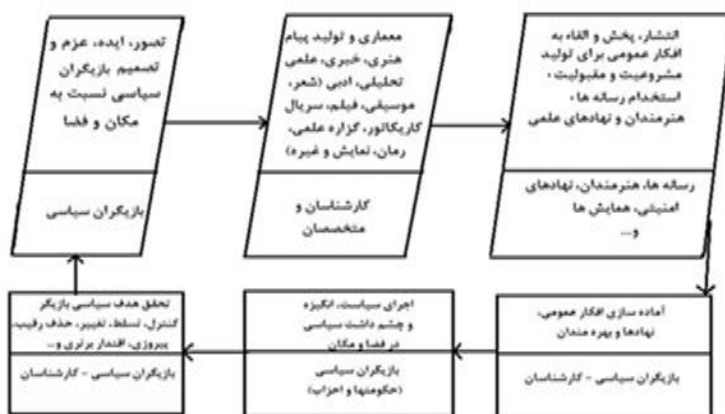 تصور، ایده، عزم و
تصمیم بازیگران
سیاسی نسبت به
مکان و فضا
بازیگران سیاسی
معماری و تولید پیام
هنری، خبری، علمی
تحلیلی، ادبی (شعر،
موسیقی، فیلم، سریال
کاریکاتور، گزاره علمی،
رمان، نمایش و غیره)
کارشناسان و
متخصصان
انتشار، پخش و القاء به
افکار عمومی برای تولید
مشروعیت و مقبولیت ،
استخدام رسانه ها ،
هنرمندان و نهادهای علمی
رسانه ها، هنرمندان، نهادهای
امنیتی، همایش ها
و...
آماده سازی افکار عمومی،
نهادها و بهره مندان
بازیگران سیاسی - کارشناسان
اجرای سیاست، انگیزه
و چشم داشت سیاسی
در فضا و مکان
بازیگران سیاسی
(حکومتها و احزاب)
تحقق هدف سیاسی بازیگر
کنترل، تسلط، تغییر، حذف رقیب،
پیروزی، اقتدار برتری و...
بازیگران سیاسی - کارشناسان